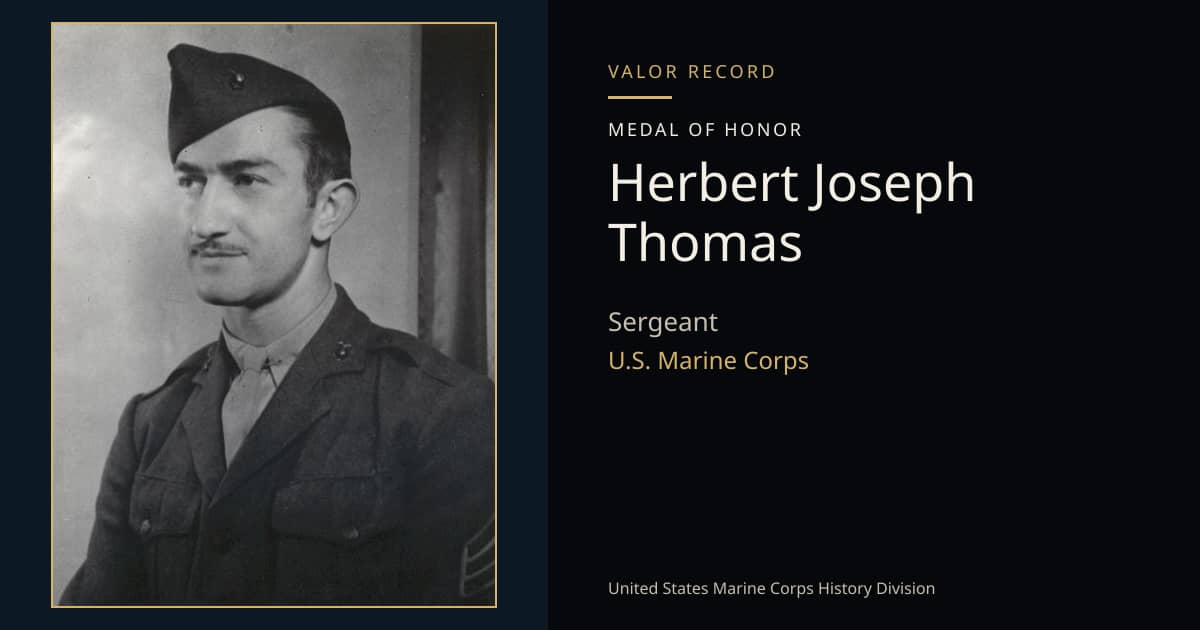 VALOR RECORD
MEDAL OF HONOR
Herbert Joseph
Thomas
Sergeant
U.S. Marine Corps
United States Marine Corps History Division